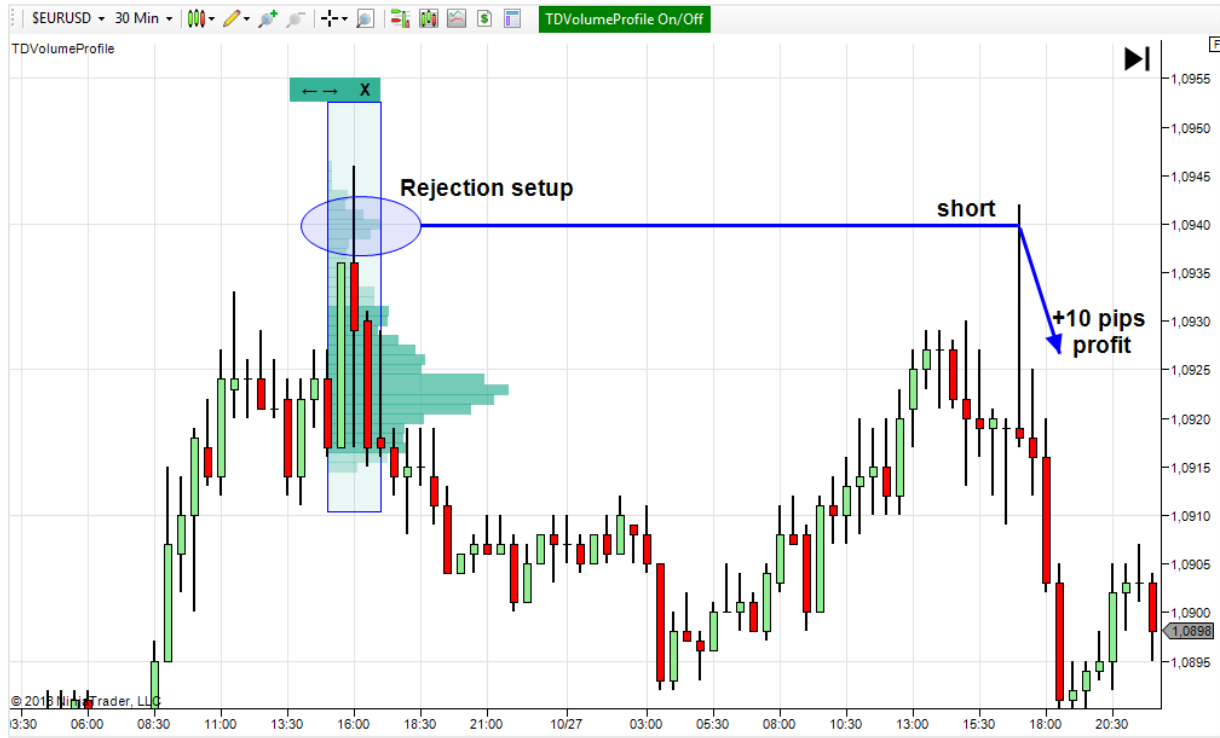 $EURUSD 30 Min TDVolumeProfile On/Off
TDVolumeProfile
F
← → X
Rejection setup
short
+10 pips
profit
1,0955
1,0950
1,0945
1,0940
1,0935
1,0930
1,0925
1,0920
1,0915
1,0910
1,0905
1,0900
1,0898
1,0895
NinjaTrader, LLC
03:30 06:00 08:30 11:00 13:30 16:00 18:30 21:00 10/27 03:00 05:30 08:00 10:30 13:00 15:30 18:00 20:30